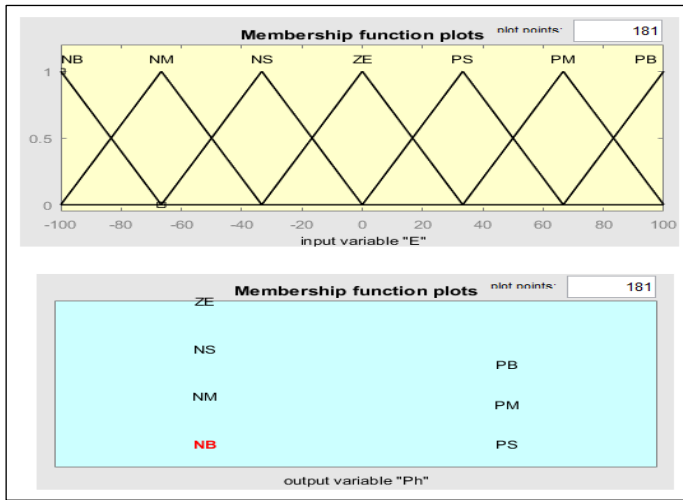 Membership function plots plot points: 181
NB NM NS ZE PS PM PB
1
0.5
0
-100 -80 -60 -40 -20 0 20 40 60 80 100
input variable "E"
Membership function plots plot points: 181
ZE
NS
PB
NM
PM
NB
PS
output variable "Ph"